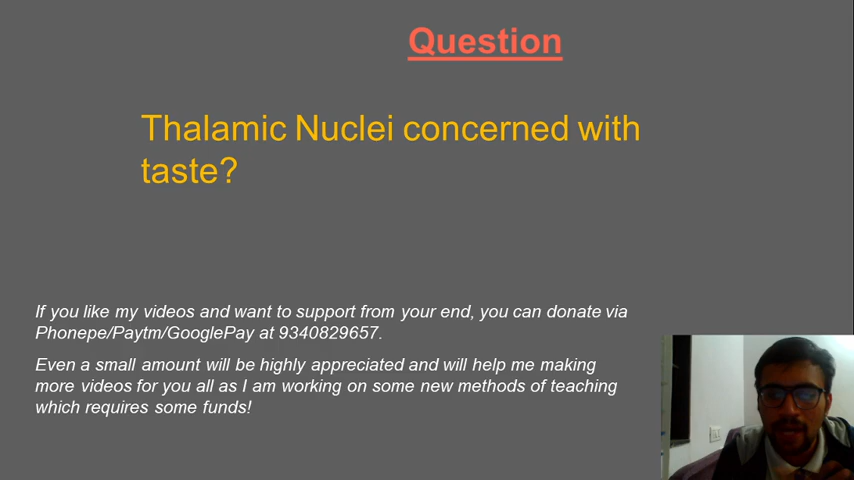 Question
Thalamic Nuclei concerned with
taste?
If you like my videos and want to support from your end, you can donate via
Phonepe/Paytm/GooglePay at 9340829657.
Even a small amount will be highly appreciated and will help me making
more videos for you all as I am working on some new methods of teaching
which requires some funds!